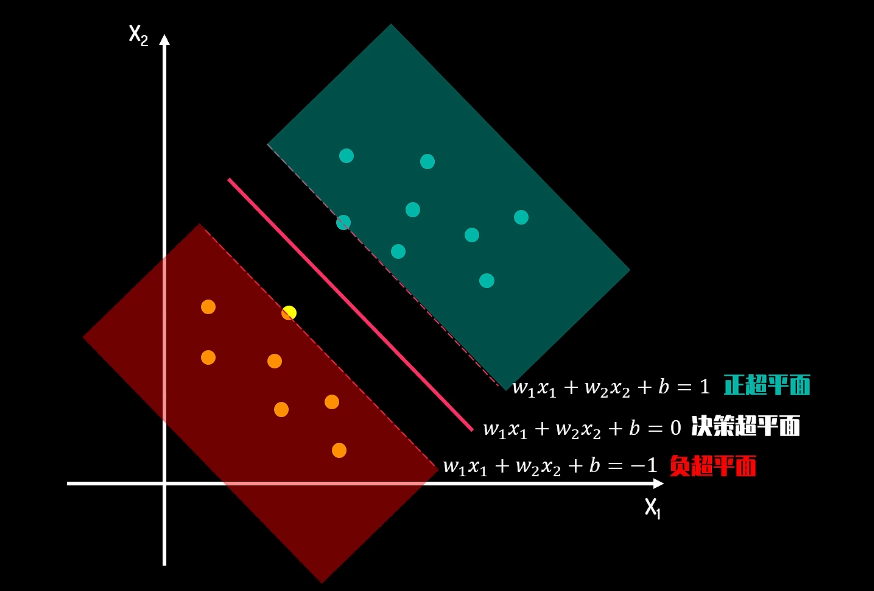 X₂
w₁x₁ + w₂x₂ + b = 1 正超平面
w₁x₁ + w₂x₂ + b = 0 决策超平面
w₁x₁ + w₂x₂ + b = −1 负超平面
X₁